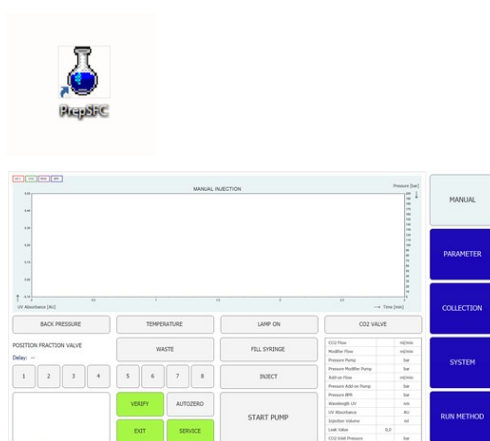 PrepSFC
MANUAL INJECTION
Pressure [bar]
UV Absorbance [AU]
Time [min]
MANUAL
PARAMETER
COLLECTION
SYSTEM
RUN METHOD
BACK PRESSURE
TEMPERATURE
LAMP ON
CO2 VALVE
POSITION FRACTION VALVE
Delay: --
1 2 3 4 5 6 7 8
WASTE
FILL SYRINGE
INJECT
VERIFY
AUTOZERO
START PUMP
EXIT
SERVICE
CO2 Flow ml/min
Modifier Flow ml/min
Pressure Pump bar
Pressure Modifier Pump bar
Add-on Flow ml/min
Pressure Add-on Pump bar
Pressure BPR bar
Wavelength UV nm
UV Absorbance AU
Injection Volume ml
Leak Value 0,0
CO2 Inlet Pressure bar